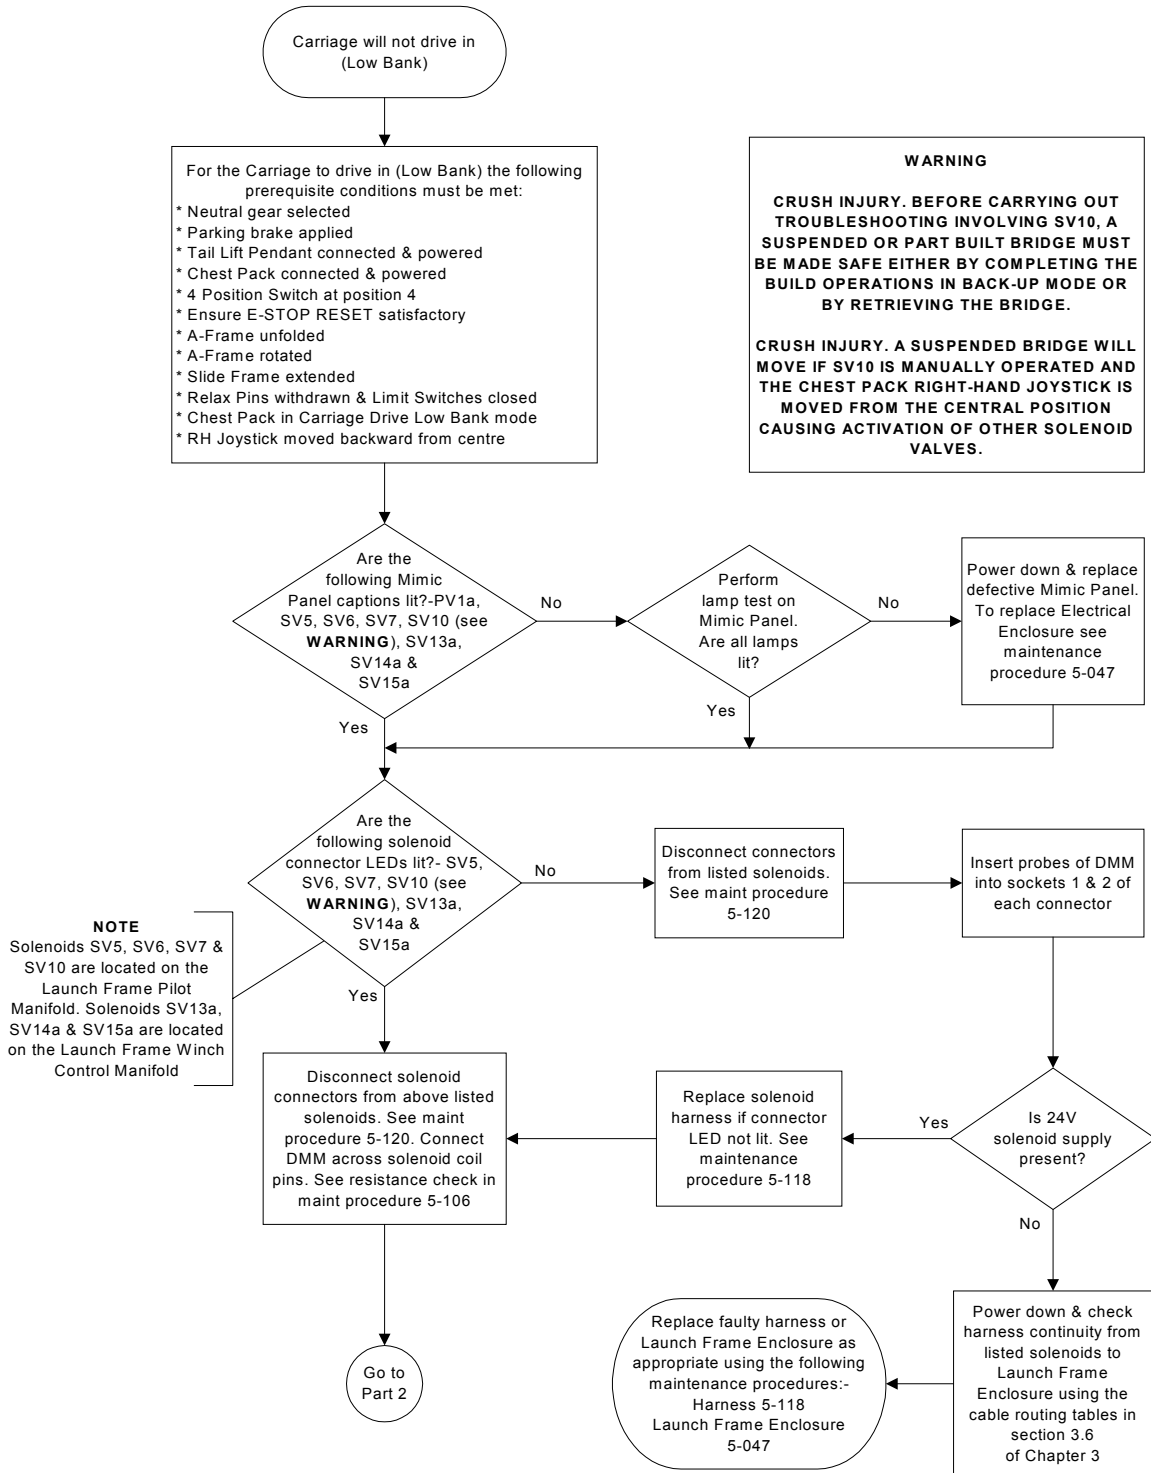 Carriage will not drive in
(Low Bank)
For the Carriage to drive in (Low Bank) the following
prerequisite conditions must be met:
* Neutral gear selected
* Parking brake applied
* Tail Lift Pendant connected & powered
* Chest Pack connected & powered
* 4 Position Switch at position 4
* Ensure E-STOP RESET satisfactory
* A-Frame unfolded
* A-Frame rotated
* Slide Frame extended
* Relax Pins withdrawn & Limit Switches closed
* Chest Pack in Carriage Drive Low Bank mode
* RH Joystick moved backward from centre
WARNING
CRUSH INJURY. BEFORE CARRYING OUT
TROUBLESHOOTING INVOLVING SV10, A
SUSPENDED OR PART BUILT BRIDGE MUST
BE MADE SAFE EITHER BY COMPLETING THE
BUILD OPERATIONS IN BACK-UP MODE OR
BY RETRIEVING THE BRIDGE.
CRUSH INJURY. A SUSPENDED BRIDGE WILL
MOVE IF SV10 IS MANUALLY OPERATED AND
THE CHEST PACK RIGHT-HAND JOYSTICK IS
MOVED FROM THE CENTRAL POSITION
CAUSING ACTIVATION OF OTHER SOLENOID
VALVES.
Are the
following Mimic
Panel captions lit?-PV1a,
SV5, SV6, SV7, SV10 (see
WARNING), SV13a,
SV14a &
SV15a
No
Yes
Perform
lamp test on
Mimic Panel.
Are all lamps
lit?
No
Yes
Power down & replace
defective Mimic Panel.
To replace Electrical
Enclosure see
maintenance
procedure 5-047
Are the
following solenoid
connector LEDs lit?- SV5,
SV6, SV7, SV10 (see
WARNING), SV13a,
SV14a &
SV15a
No
Yes
NOTE
Solenoids SV5, SV6, SV7 &
SV10 are located on the
Launch Frame Pilot
Manifold. Solenoids SV13a,
SV14a & SV15a are located
on the Launch Frame Winch
Control Manifold
Disconnect connectors
from listed solenoids.
See maint procedure
5-120
Insert probes of DMM
into sockets 1 & 2 of
each connector
Is 24V
solenoid supply
present?
Yes
No
Replace solenoid
harness if connector
LED not lit. See
maintenance
procedure 5-118
Disconnect solenoid
connectors from above listed
solenoids. See maint
procedure 5-120. Connect
DMM across solenoid coil
pins. See resistance check in
maint procedure 5-106
Go to
Part 2
Power down & check
harness continuity from
listed solenoids to
Launch Frame
Enclosure using the
cable routing tables in
section 3.6
of Chapter 3
Replace faulty harness or
Launch Frame Enclosure as
appropriate using the following
maintenance procedures:-
Harness 5-118
Launch Frame Enclosure
5-047